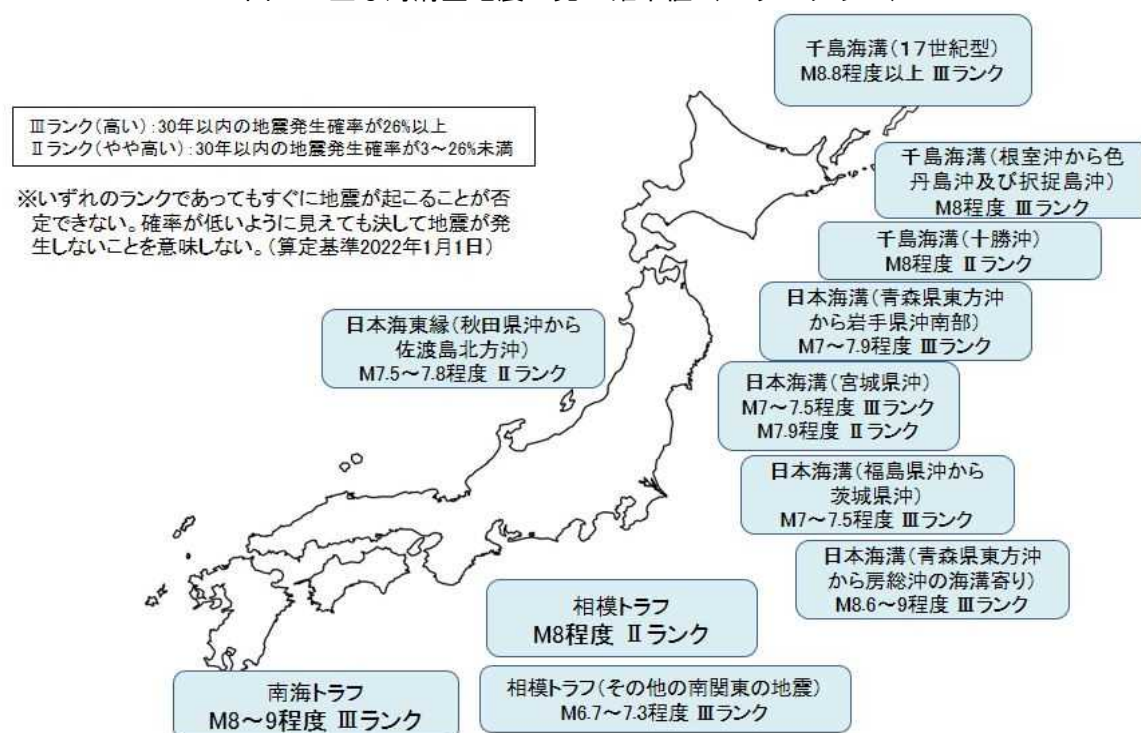 千島海溝(17世紀型)
M8.8程度以上 Ⅲランク
Ⅲランク(高い):30年以内の地震発生確率が26%以上
Ⅱランク(やや高い):30年以内の地震発生確率が3～26%未満
※いずれのランクであってもすぐに地震が起こることが否
定できない。確率が低いように見えても決して地震が発
生しないことを意味しない。(算定基準2022年1月1日)
千島海溝(根室沖から色
丹島沖及び択捉島沖)
M8程度 Ⅲランク
千島海溝(十勝沖)
M8程度 Ⅱランク
日本海溝(青森県東方沖
から岩手県沖南部)
M7～7.9程度 Ⅲランク
日本海東縁(秋田県沖から
佐渡島北方沖)
M7.5～7.8程度 Ⅱランク
日本海溝(宮城県沖)
M7～7.5程度 Ⅲランク
M7.9程度 Ⅱランク
日本海溝(福島県沖から
茨城県沖)
M7～7.5程度 Ⅲランク
日本海溝(青森県東方沖
から房総沖の海溝寄り)
M8.6～9程度 Ⅲランク
相模トラフ
M8程度 Ⅱランク
相模トラフ(その他の南関東の地震)
M6.7～7.3程度 Ⅲランク
南海トラフ
M8～9程度 Ⅲランク